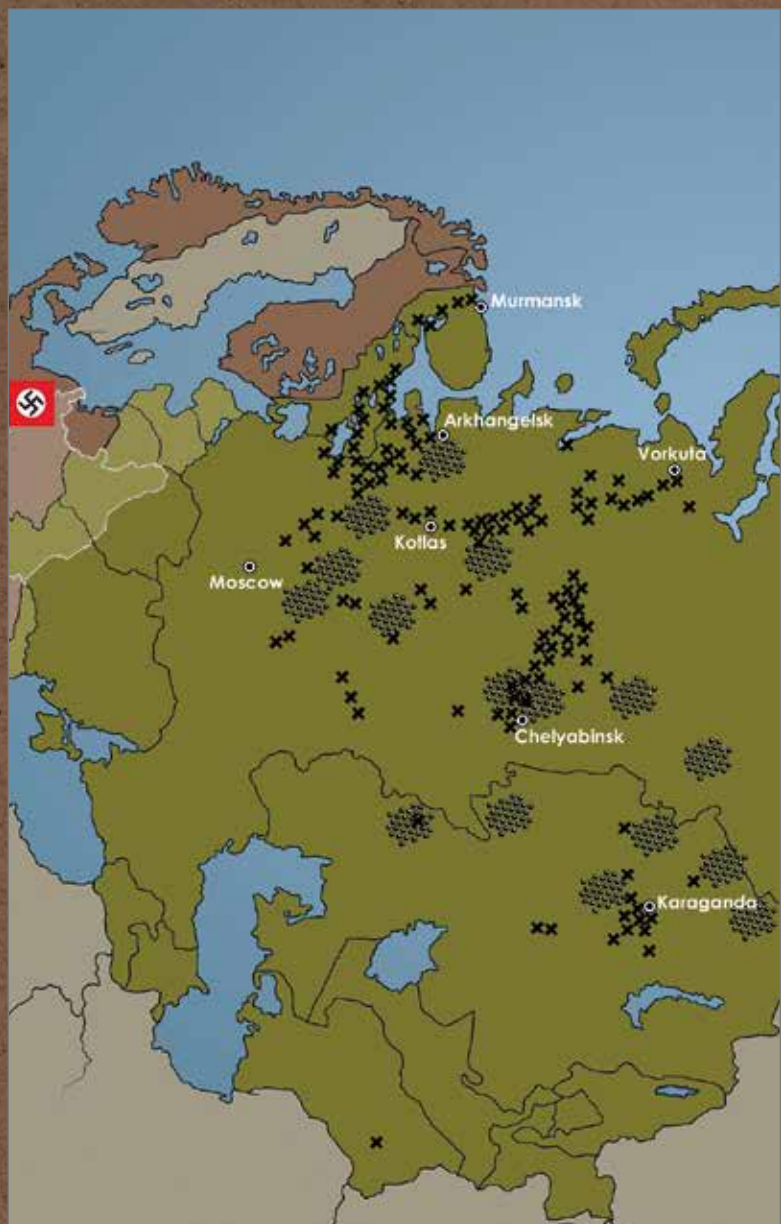 Murmansk
Arkhangelsk
Vorkuta
Kotlas
Moscow
Chelyabinsk
Karaganda